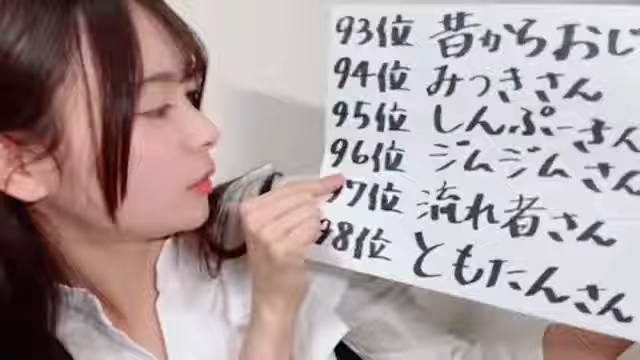 93位 昔からおじ
94位 みっきさん
95位 しんぷーさん
96位 ジムジムさん
97位 流れ者さん
98位 ともたんさん